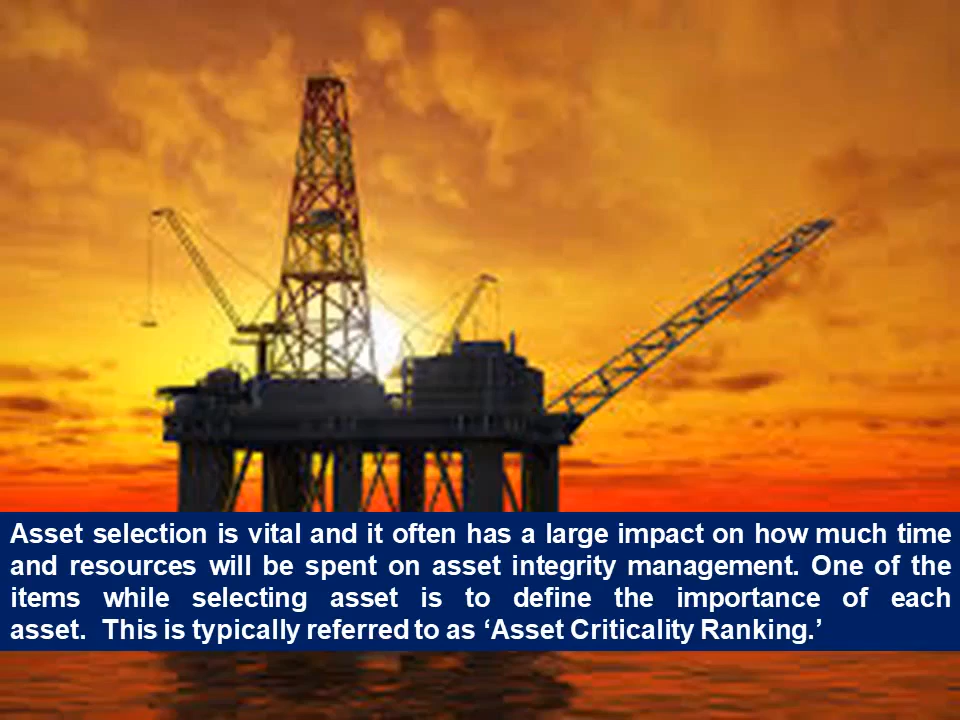 Asset selection is vital and it often has a large impact on how much time
and resources will be spent on asset integrity management. One of the
items while selecting asset is to define the importance of each
asset.  This is typically referred to as ‘Asset Criticality Ranking.’